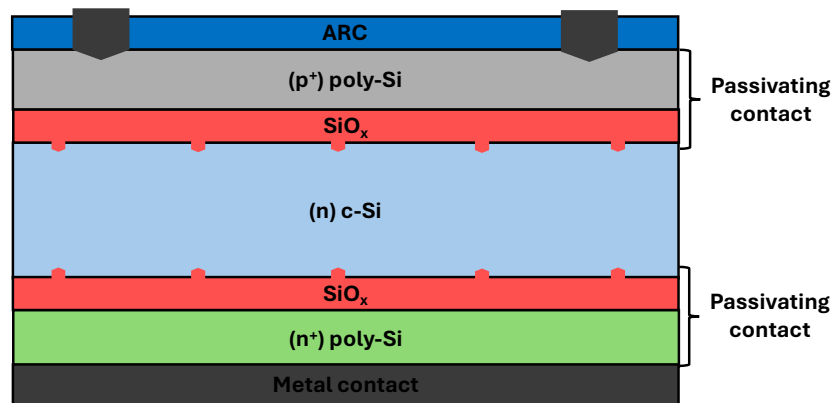 ARC
(p⁺) poly-Si
Passivating
contact
SiOₓ
(n) c-Si
SiOₓ
Passivating
contact
(n⁺) poly-Si
Metal contact